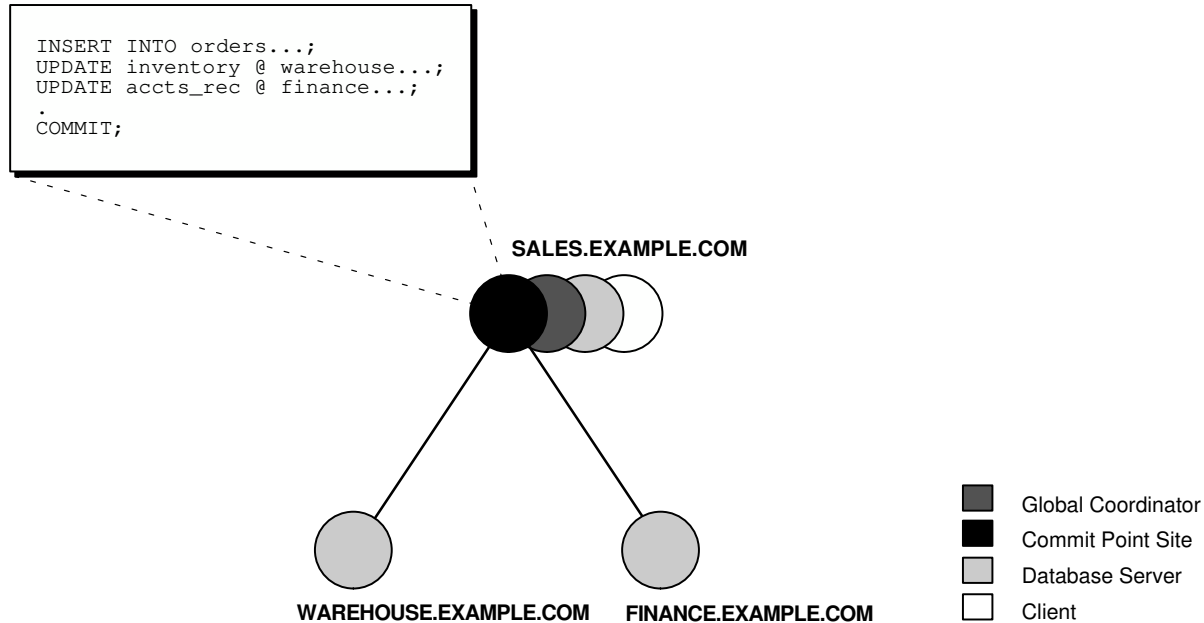 INSERT INTO orders...;
UPDATE inventory @ warehouse...;
UPDATE accts_rec @ finance...;
.
COMMIT;
SALES.EXAMPLE.COM
WAREHOUSE.EXAMPLE.COM
FINANCE.EXAMPLE.COM
Global Coordinator
Commit Point Site
Database Server
Client